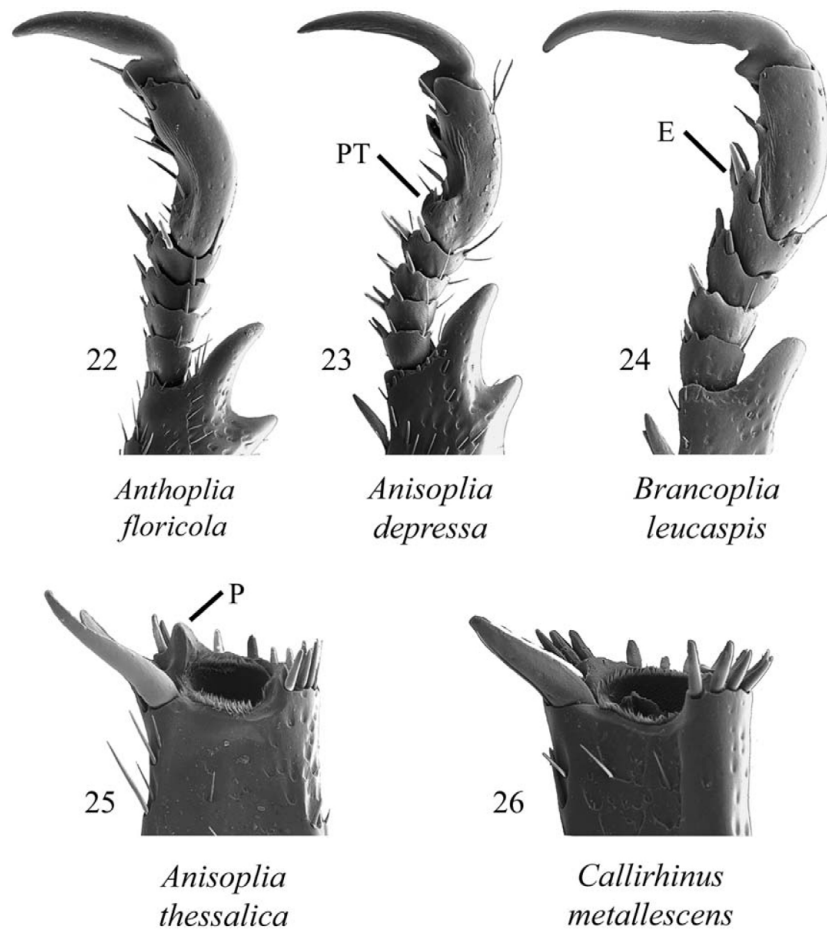 PT
E
22
23
24
Anthoplia
floricola
Anisoplia
depressa
Brancoplia
leucaspis
P
25
26
Anisoplia
thessalica
Callirhinus
metallescens